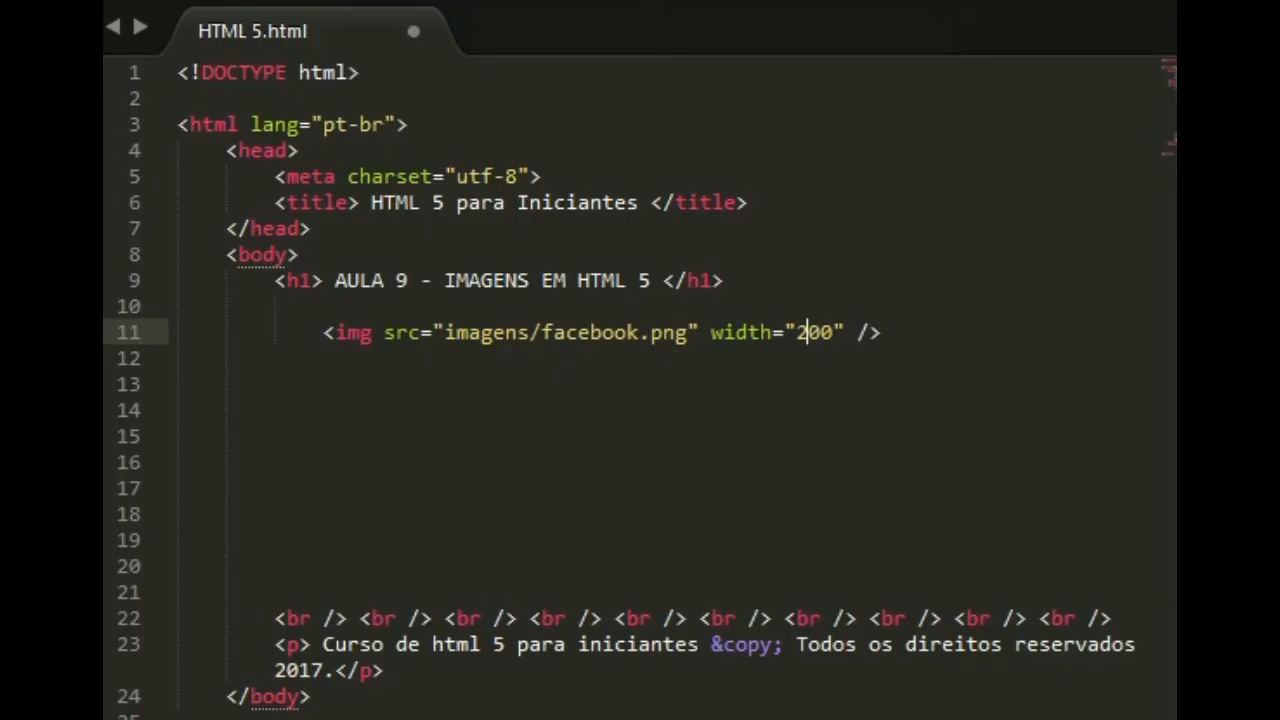 HTML 5.html
1 <!DOCTYPE html>
2
3 <html lang="pt-br">
4 <head>
5 <meta charset="utf-8">
6 <title> HTML 5 para Iniciantes </title>
7 </head>
8 <body>
9 <h1> AULA 9 - IMAGENS EM HTML 5 </h1>
10
11 <img src="imagens/facebook.png" width="200" />
12
13
14
15
16
17
18
19
20
21
22 <br /> <br /> <br /> <br /> <br /> <br /> <br /> <br /> <br /> <br />
23 <p> Curso de html 5 para iniciantes &copy; Todos os direitos reservados
2017.</p>
24 </body>